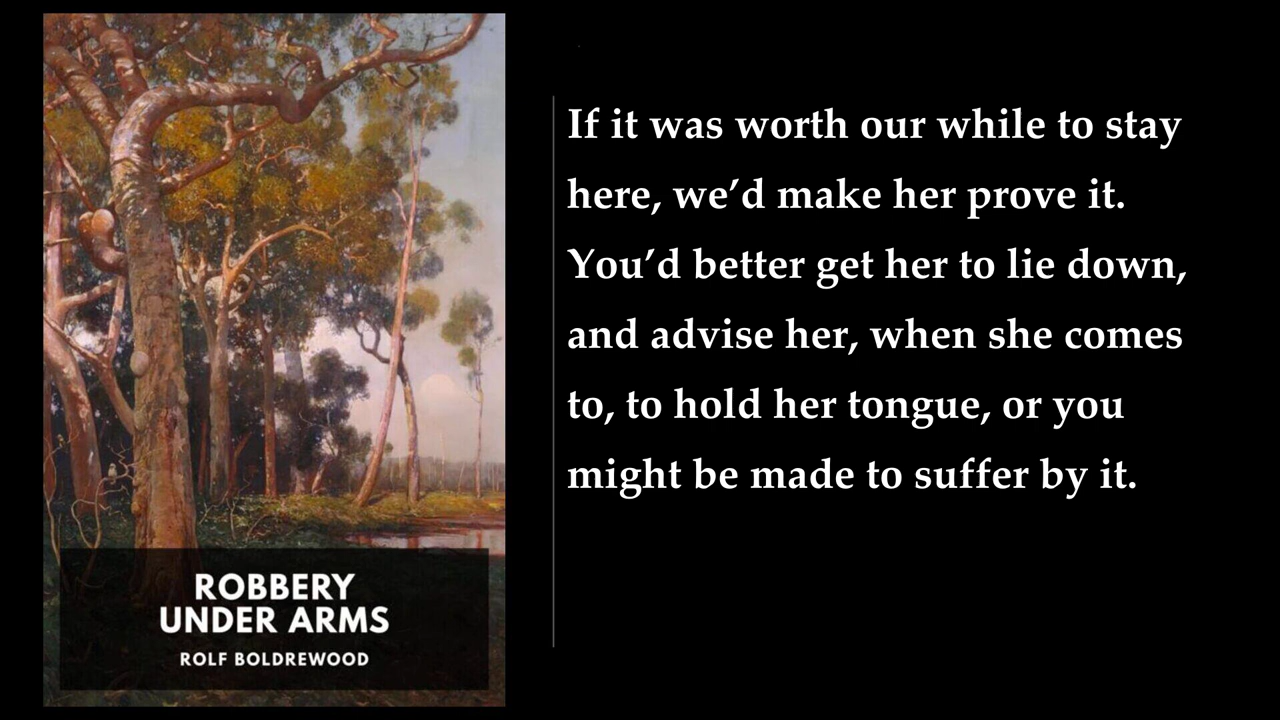 ROBBERY
UNDER ARMS
ROLF BOLDREWOOD
If it was worth our while to stay
here, we’d make her prove it.
You’d better get her to lie down,
and advise her, when she comes
to, to hold her tongue, or you
might be made to suffer by it.